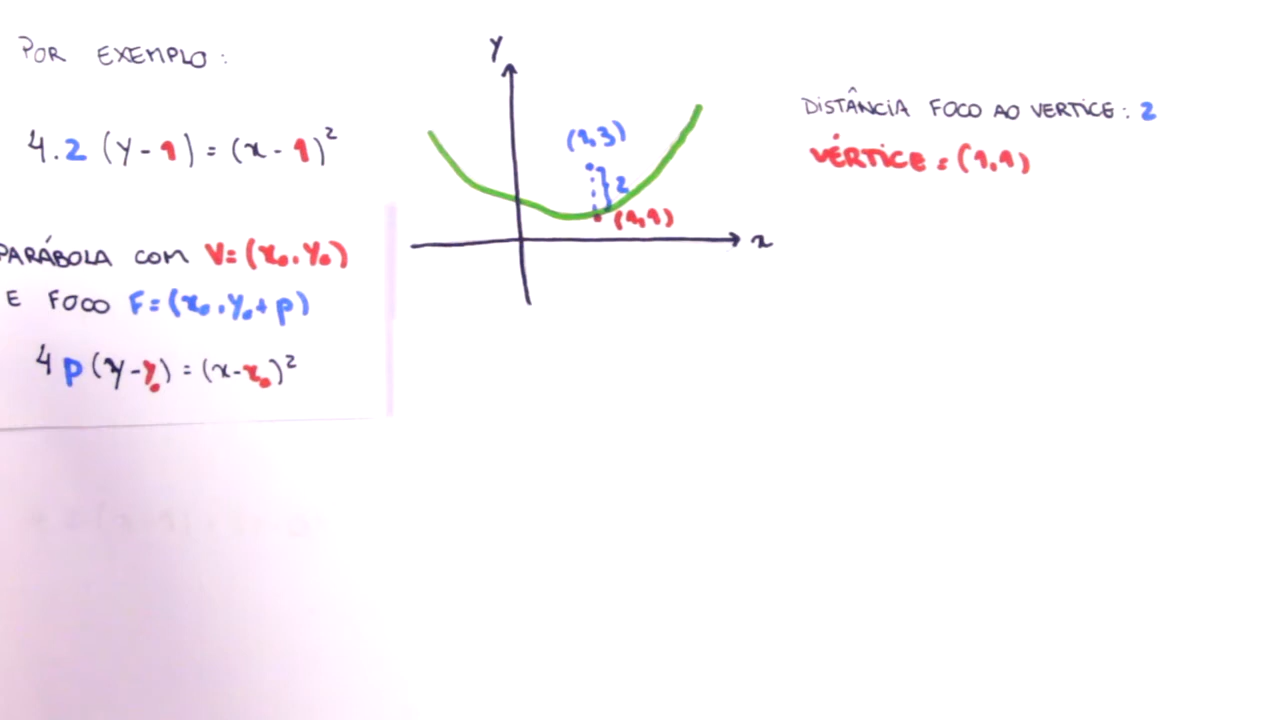 POR EXEMPLO:
4.2 (y-1) = (x-1)²
PARÁBOLA COM V=(x₀,y₀)
E FOCO F=(x₀,y₀+p)
4p(y-y₀) = (x-x₀)²
y
(1,3)
2
(1,1)
x
DISTÂNCIA FOCO AO VERTICE: 2
VÉRTICE = (1,1)